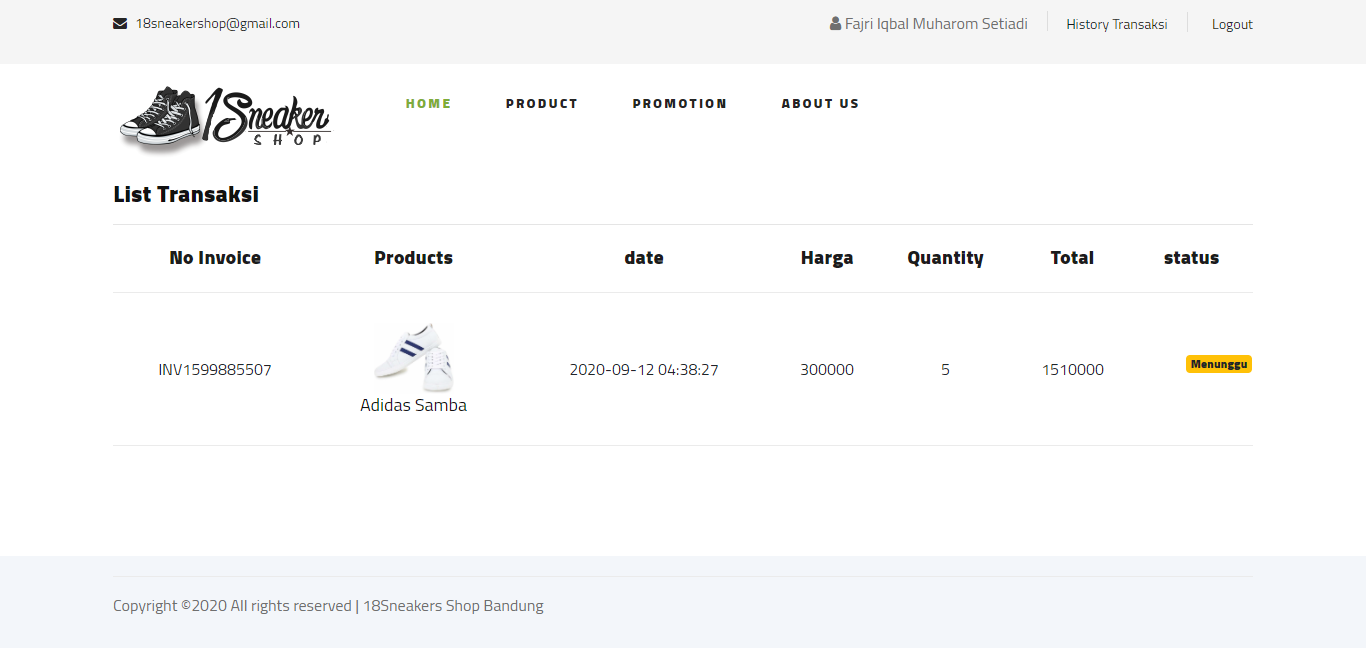 18sneakershop@gmail.com
Fajri Iqbal Muharom Setiadi
History Transaksi
Logout
1Sneaker
SHOP
HOME
PRODUCT
PROMOTION
ABOUT US
List Transaksi
No Invoice Products date Harga Quantity Total status
INV1599885507 2020-09-12 04:38:27 300000 5 1510000 Menunggu
Adidas Samba
Copyright ©2020 All rights reserved | 18Sneakers Shop Bandung